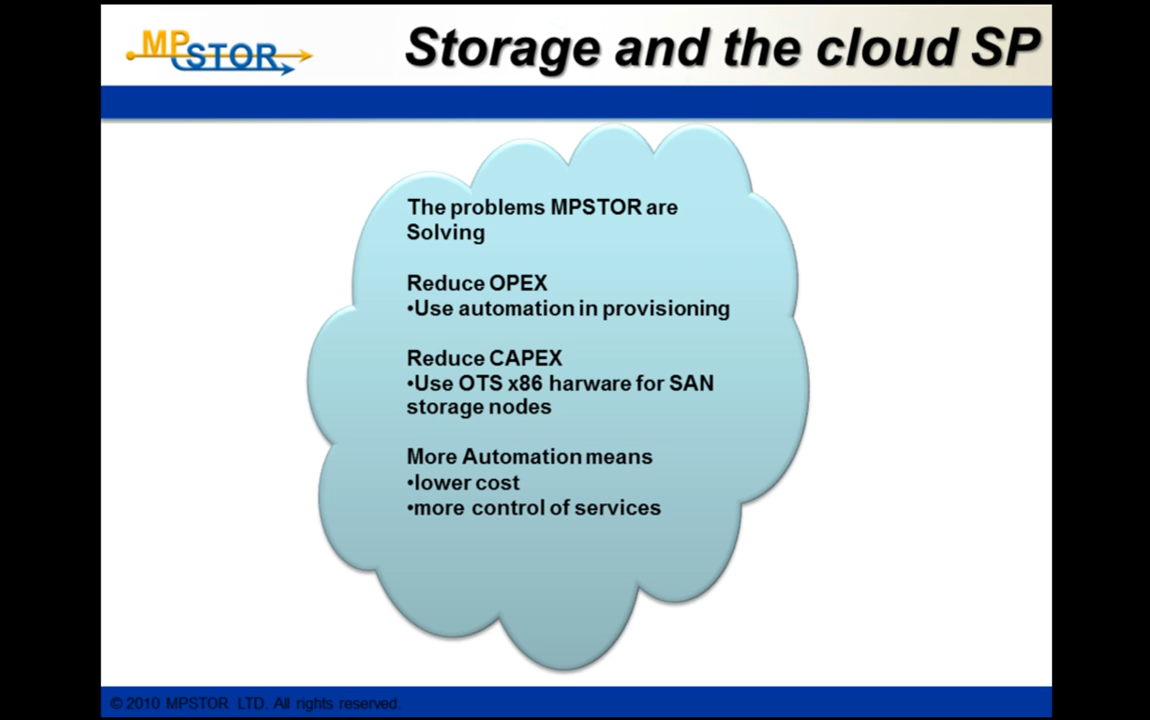 MPSTOR
Storage and the cloud SP
The problems MPSTOR are
Solving
Reduce OPEX
•Use automation in provisioning
Reduce CAPEX
•Use OTS x86 harware for SAN
storage nodes
More Automation means
•lower cost
•more control of services
© 2010 MPSTOR LTD. All rights reserved.